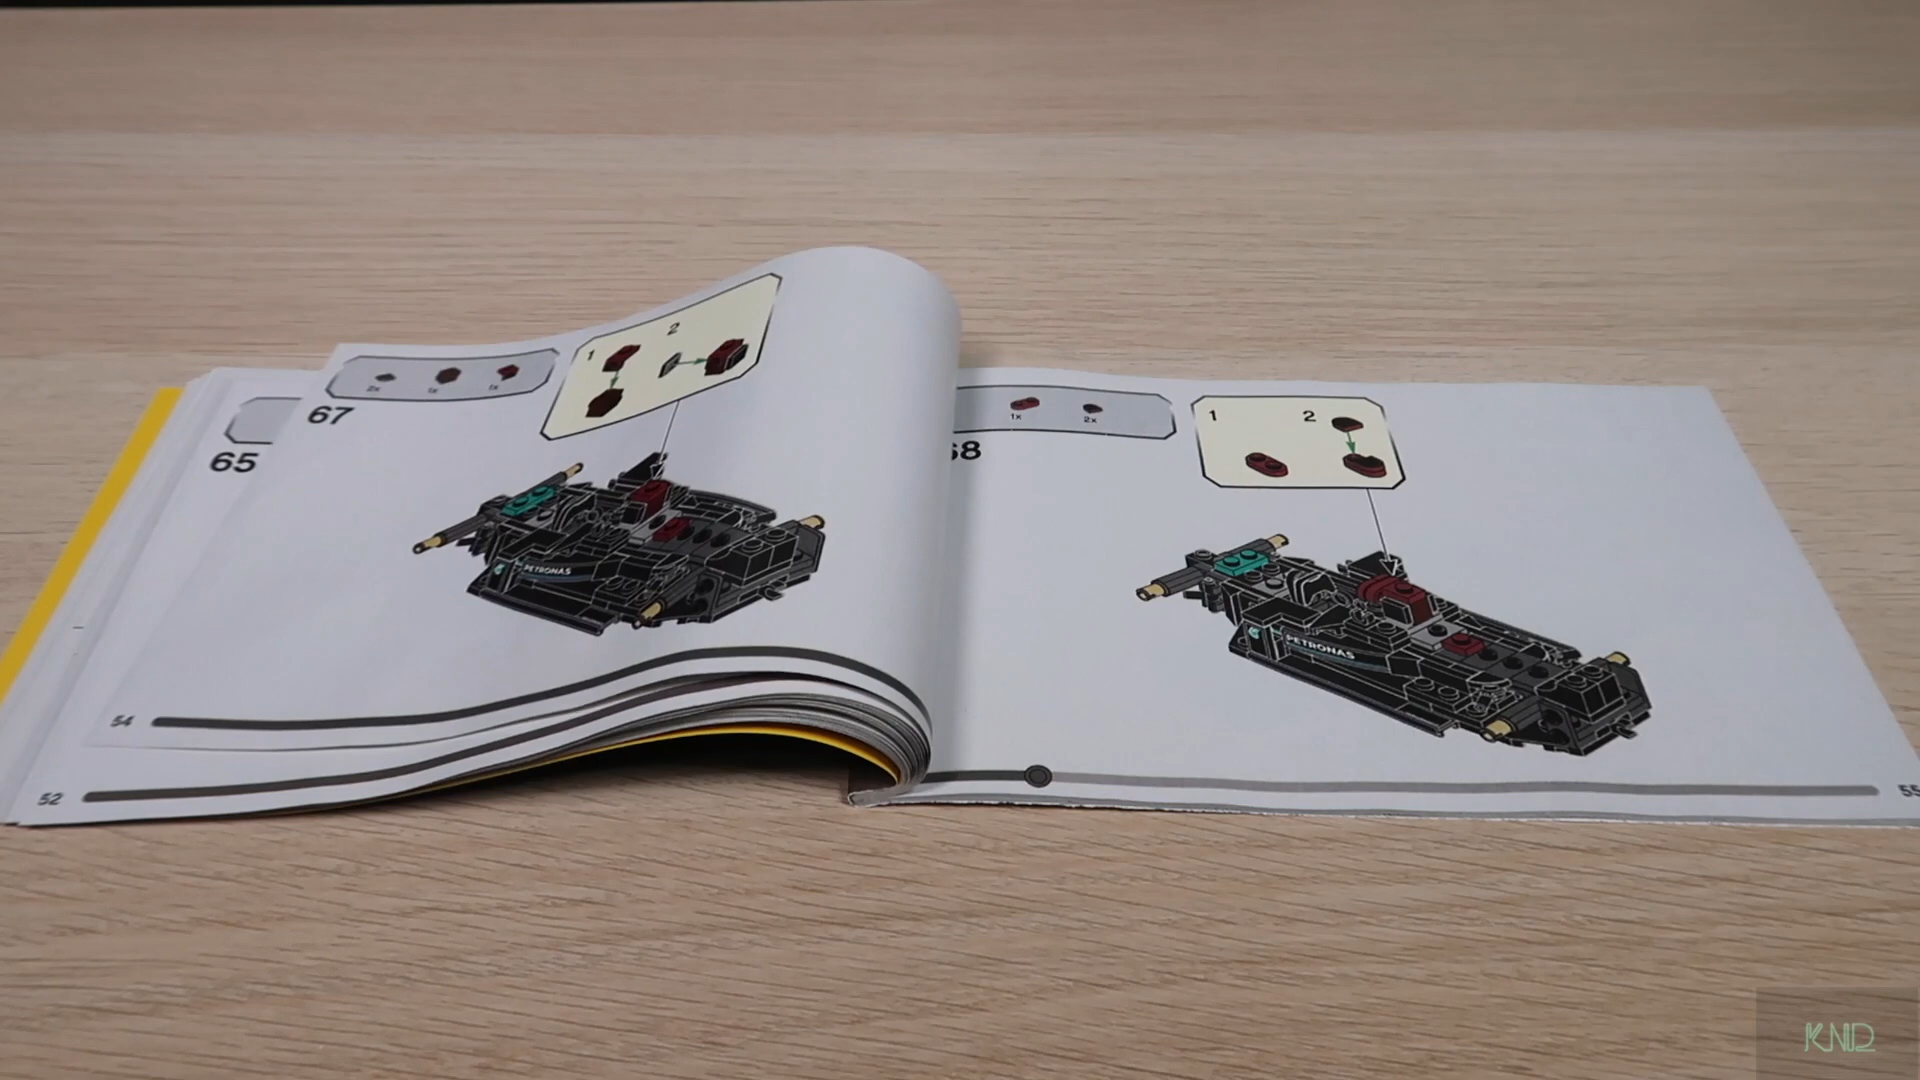 2x 1x 1x
67
1 2
65
PETRONAS
54
52
1x 2x
68
1 2
PETRONAS
55
KND